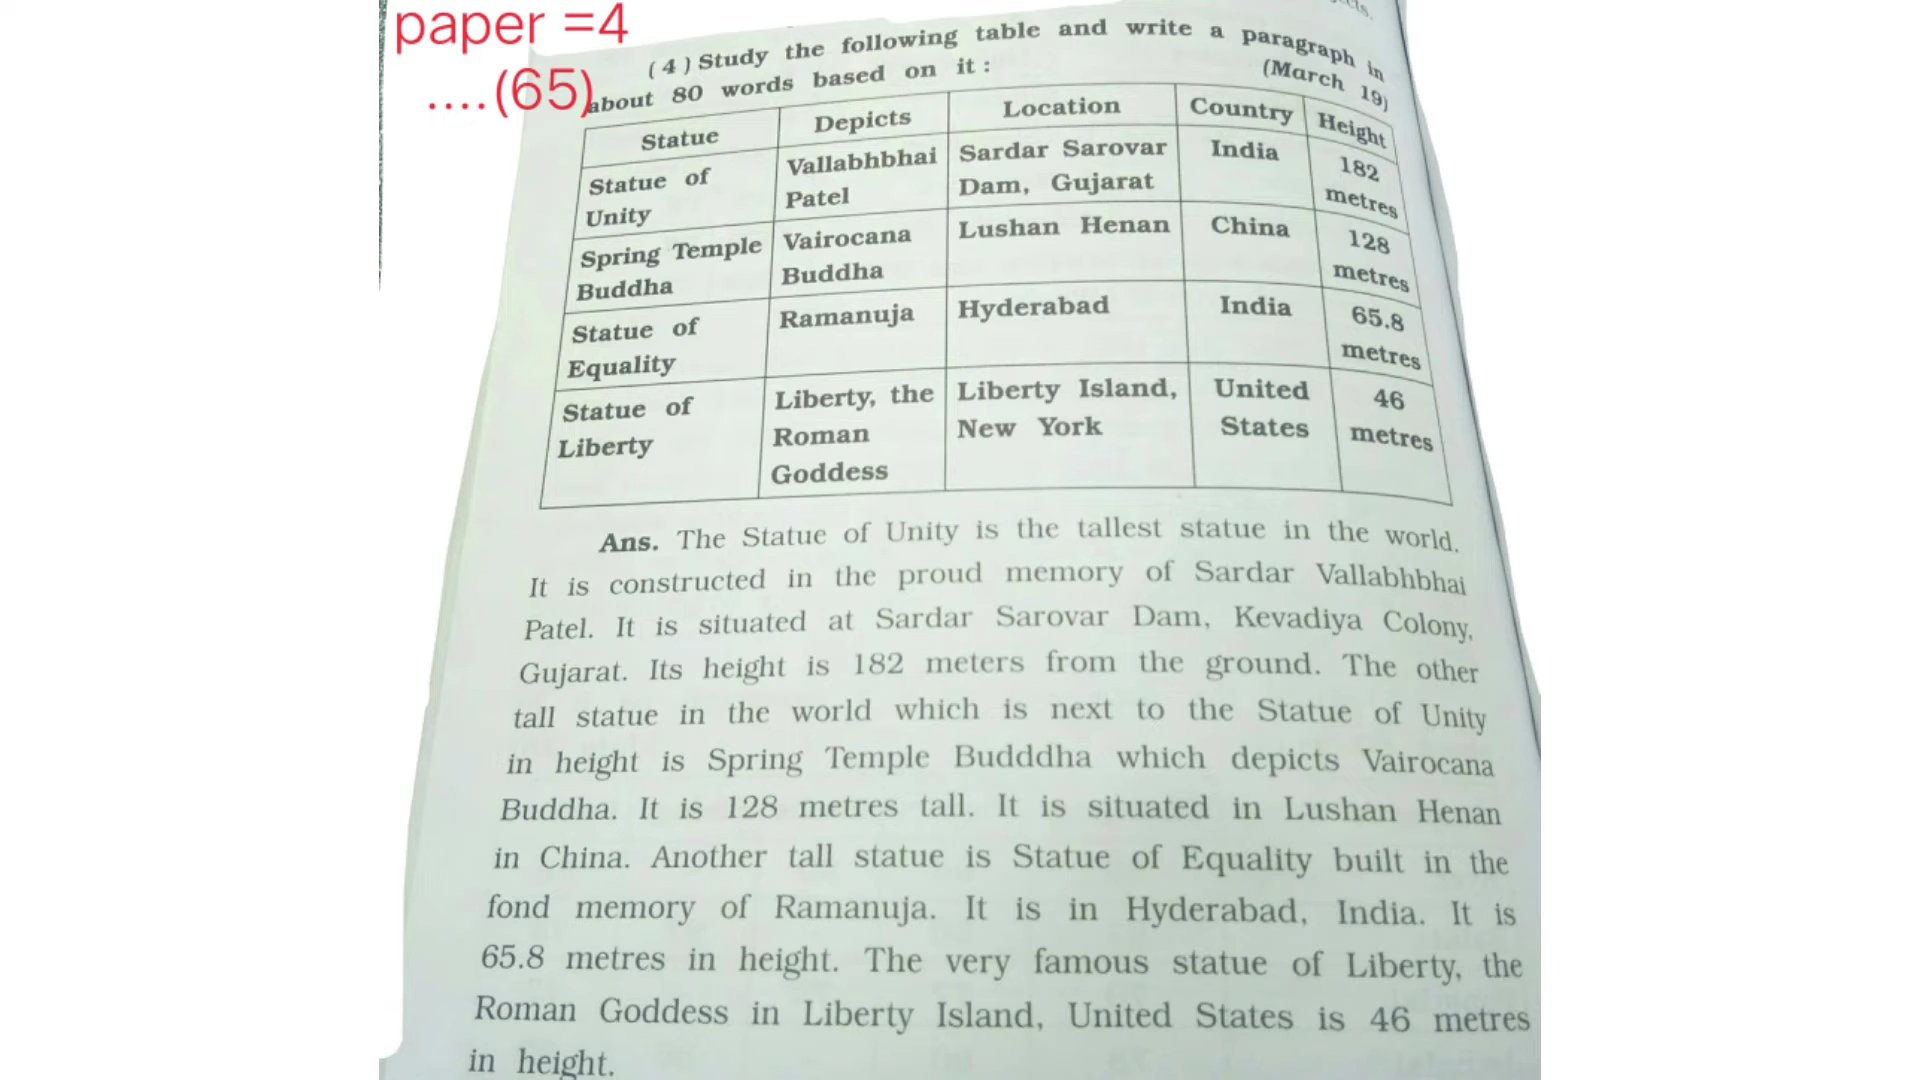 paper =4
....(65)
(4) Study the following table and write a paragraph in
about 80 words based on it :
(March 19)
Statue Depicts Location Country Height
Statue of Unity Vallabhbhai Patel Sardar Sarovar Dam, Gujarat India 182 metres
Spring Temple Buddha Vairocana Buddha Lushan Henan China 128 metres
Statue of Equality Ramanuja Hyderabad India 65.8 metres
Statue of Liberty Liberty, the Roman Goddess Liberty Island, New York United States 46 metres
Ans. The Statue of Unity is the tallest statue in the world.
It is constructed in the proud memory of Sardar Vallabhbhai
Patel. It is situated at Sardar Sarovar Dam, Kevadiya Colony,
Gujarat. Its height is 182 meters from the ground. The other
tall statue in the world which is next to the Statue of Unity
in height is Spring Temple Budddha which depicts Vairocana
Buddha. It is 128 metres tall. It is situated in Lushan Henan
in China. Another tall statue is Statue of Equality built in the
fond memory of Ramanuja. It is in Hyderabad, India. It is
65.8 metres in height. The very famous statue of Liberty, the
Roman Goddess in Liberty Island, United States is 46 metres
in height.